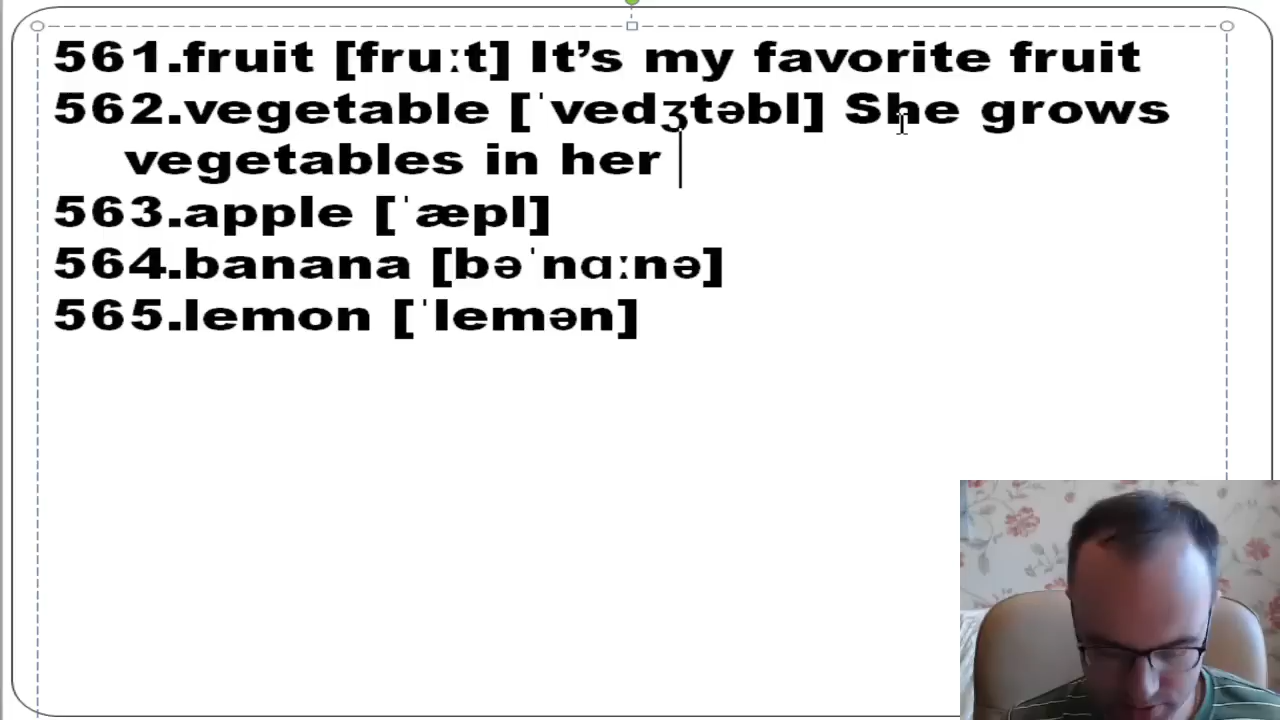 561.fruit [fruːt] It’s my favorite fruit
562.vegetable [ˈvedʒtəbl] She grows
vegetables in her
563.apple [ˈæpl]
564.banana [bəˈnɑːnə]
565.lemon [ˈlemən]